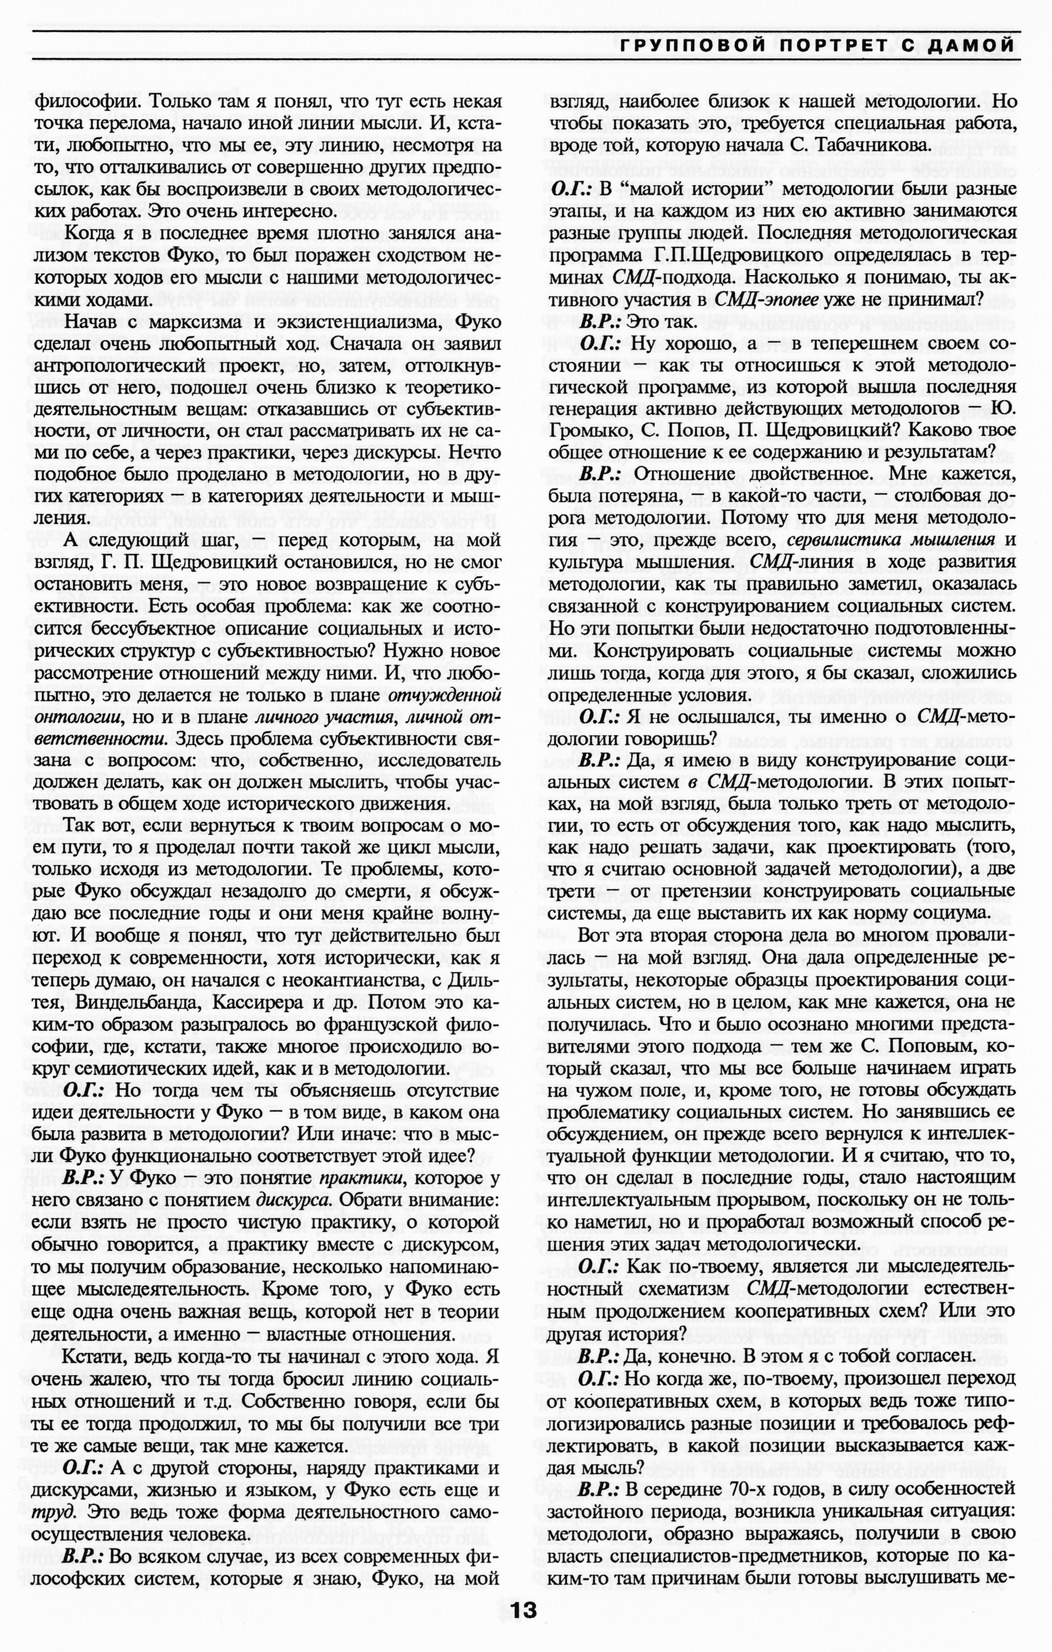 ГРУППОВОЙ ПОРТРЕТ С ДАМОЙ
философии. Только там я понял, что тут есть некая
точка перелома, начало иной линии мысли. И, кста-
ти, любопытно, что мы ее, эту линию, несмотря на
то, что отталкивались от совершенно других предпо-
сылок, как бы воспроизвели в своих методологичес-
ких работах. Это очень интересно.
Когда я в последнее время плотно занялся ана-
лизом текстов Фуко, то был поражен сходством не-
которых ходов его мысли с нашими методологичес-
кими ходами.
Начав с марксизма и экзистенциализма, Фуко
сделал очень любопытный ход. Сначала он заявил
антропологический проект, но, затем, оттолкнув-
шись от него, подошел очень близко к теоретико-
деятельностным вещам: отказавшись от субъектив-
ности, от личности, он стал рассматривать их не са-
ми по себе, а через практики, через дискурсы. Нечто
подобное было проделано в методологии, но в дру-
гих категориях — в категориях деятельности и мыш-
ления.
А следующий шаг, — перед которым, на мой
взгляд, Г. П. Щедровицкий остановился, но не смог
остановить меня, — это новое возвращение к субъ-
ективности. Есть особая проблема: как же соотно-
сится бессубъектное описание социальных и исто-
рических структур с субъективностью? Нужно новое
рассмотрение отношений между ними. И, что любо-
пытно, это делается не только в плане отчужденной
онтологии, но и в плане личного участия, личной от-
ветственности. Здесь проблема субъективности свя-
зана с вопросом: что, собственно, исследователь
должен делать, как он должен мыслить, чтобы учас-
твовать в общем ходе исторического движения.
Так вот, если вернуться к твоим вопросам о мо-
ем пути, то я проделал почти такой же цикл мысли,
только исходя из методологии. Те проблемы, кото-
рые Фуко обсуждал незадолго до смерти, я обсуж-
даю все последние годы и они меня крайне волну-
ют. И вообще я понял, что тут действительно был
переход к современности, хотя исторически, как я
теперь думаю, он начался с неокантианства, с Диль-
тея, Виндельбанда, Кассирера и др. Потом это ка-
ким-то образом разыгралось во французской фило-
софии, где, кстати, также многое происходило во-
круг семиотических идей, как и в методологии.
О.Г.: Но тогда чем ты объясняешь отсутствие
идеи деятельности у Фуко — в том виде, в каком она
была развита в методологии? Или иначе: что в мыс-
ли Фуко функционально соответствует этой идее?
В.Р.: У Фуко — это понятие практики, которое у
него связано с понятием дискурса. Обрати внимание:
если взять не просто чистую практику, о которой
обычно говорится, а практику вместе с дискурсом,
то мы получим образование, несколько напоминаю-
щее мыследеятельность. Кроме того, у Фуко есть
еще одна очень важная вещь, которой нет в теории
деятельности, а именно — властные отношения.
Кстати, ведь когда-то ты начинал с этого хода. Я
очень жалею, что ты тогда бросил линию социаль-
ных отношений и т.д. Собственно говоря, если бы
ты ее тогда продолжил, то мы бы получили все три
те же самые вещи, так мне кажется.
О.Г.: А с другой стороны, наряду практиками и
дискурсами, жизнью и языком, у Фуко есть еще и
труд. Это ведь тоже форма деятельностного само-
осуществления человека.
В.Р.: Во всяком случае, из всех современных фи-
лософских систем, которые я знаю, Фуко, на мой
взгляд, наиболее близок к нашей методологии. Но
чтобы показать это, требуется специальная работа,
вроде той, которую начала С. Табачникова.
О.Г.: В “малой истории” методологии были разные
этапы, и на каждом из них ею активно занимаются
разные группы людей. Последняя методологическая
программа Г.П.Щедровицкого определялась в тер-
минах СМД-подхода. Насколько я понимаю, ты ак-
тивного участия в СМД-эпопее уже не принимал?
В.Р.: Это так.
О.Г.: Ну хорошо, а — в теперешнем своем со-
стоянии — как ты относишься к этой методоло-
гической программе, из которой вышла последняя
генерация активно действующих методологов — Ю.
Громыко, С. Попов, П. Щедровицкий? Каково твое
общее отношение к ее содержанию и результатам?
В.Р.: Отношение двойственное. Мне кажется,
была потеряна, — в какой-то части, — столбовая до-
рога методологии. Потому что для меня методоло-
гия — это, прежде всего, сервилистика мышления и
культура мышления. СМД-линия в ходе развития
методологии, как ты правильно заметил, оказалась
связанной с конструированием социальных систем.
Но эти попытки были недостаточно подготовленны-
ми. Конструировать социальные системы можно
лишь тогда, когда для этого, я бы сказал, сложились
определенные условия.
О.Г.: Я не ослышался, ты именно о СМД-мето-
дологии говоришь?
В.Р.: Да, я имею в виду конструирование соци-
альных систем в СМД-методологии. В этих попыт-
ках, на мой взгляд, была только треть от методоло-
гии, то есть от обсуждения того, как надо мыслить,
как надо решать задачи, как проектировать (того,
что я считаю основной задачей методологии), а две
трети — от претензии конструировать социальные
системы, да еще выставить их как норму социума.
Вот эта вторая сторона дела во многом провали-
лась — на мой взгляд. Она дала определенные ре-
зультаты, некоторые образцы проектирования соци-
альных систем, но в целом, как мне кажется, она не
получилась. Что и было осознано многими предста-
вителями этого подхода — тем же С. Поповым, ко-
торый сказал, что мы все больше начинаем играть
на чужом поле, и, кроме того, не готовы обсуждать
проблематику социальных систем. Но занявшись ее
обсуждением, он прежде всего вернулся к интеллек-
туальной функции методологии. И я считаю, что то,
что он сделал в последние годы, стало настоящим
интеллектуальным прорывом, поскольку он не толь-
ко наметил, но и проработал возможный способ ре-
шения этих задач методологически.
О.Г.: Как по-твоему, является ли мыследеятель-
ностный схематизм СМД-методологии естествен-
ным продолжением кооперативных схем? Или это
другая история?
В.Р.: Да, конечно. В этом я с тобой согласен.
О.Г.: Но когда же, по-твоему, произошел переход
от кооперативных схем, в которых ведь тоже типо-
логизировались разные позиции и требовалось реф-
лектировать, в какой позиции высказывается каж-
дая мысль?
В.Р.: В середине 70-х годов, в силу особенностей
застойного периода, возникла уникальная ситуация:
методологи, образно выражаясь, получили в свою
власть специалистов-предметников, которые по ка-
ким-то там причинам были готовы выслушивать ме-
13